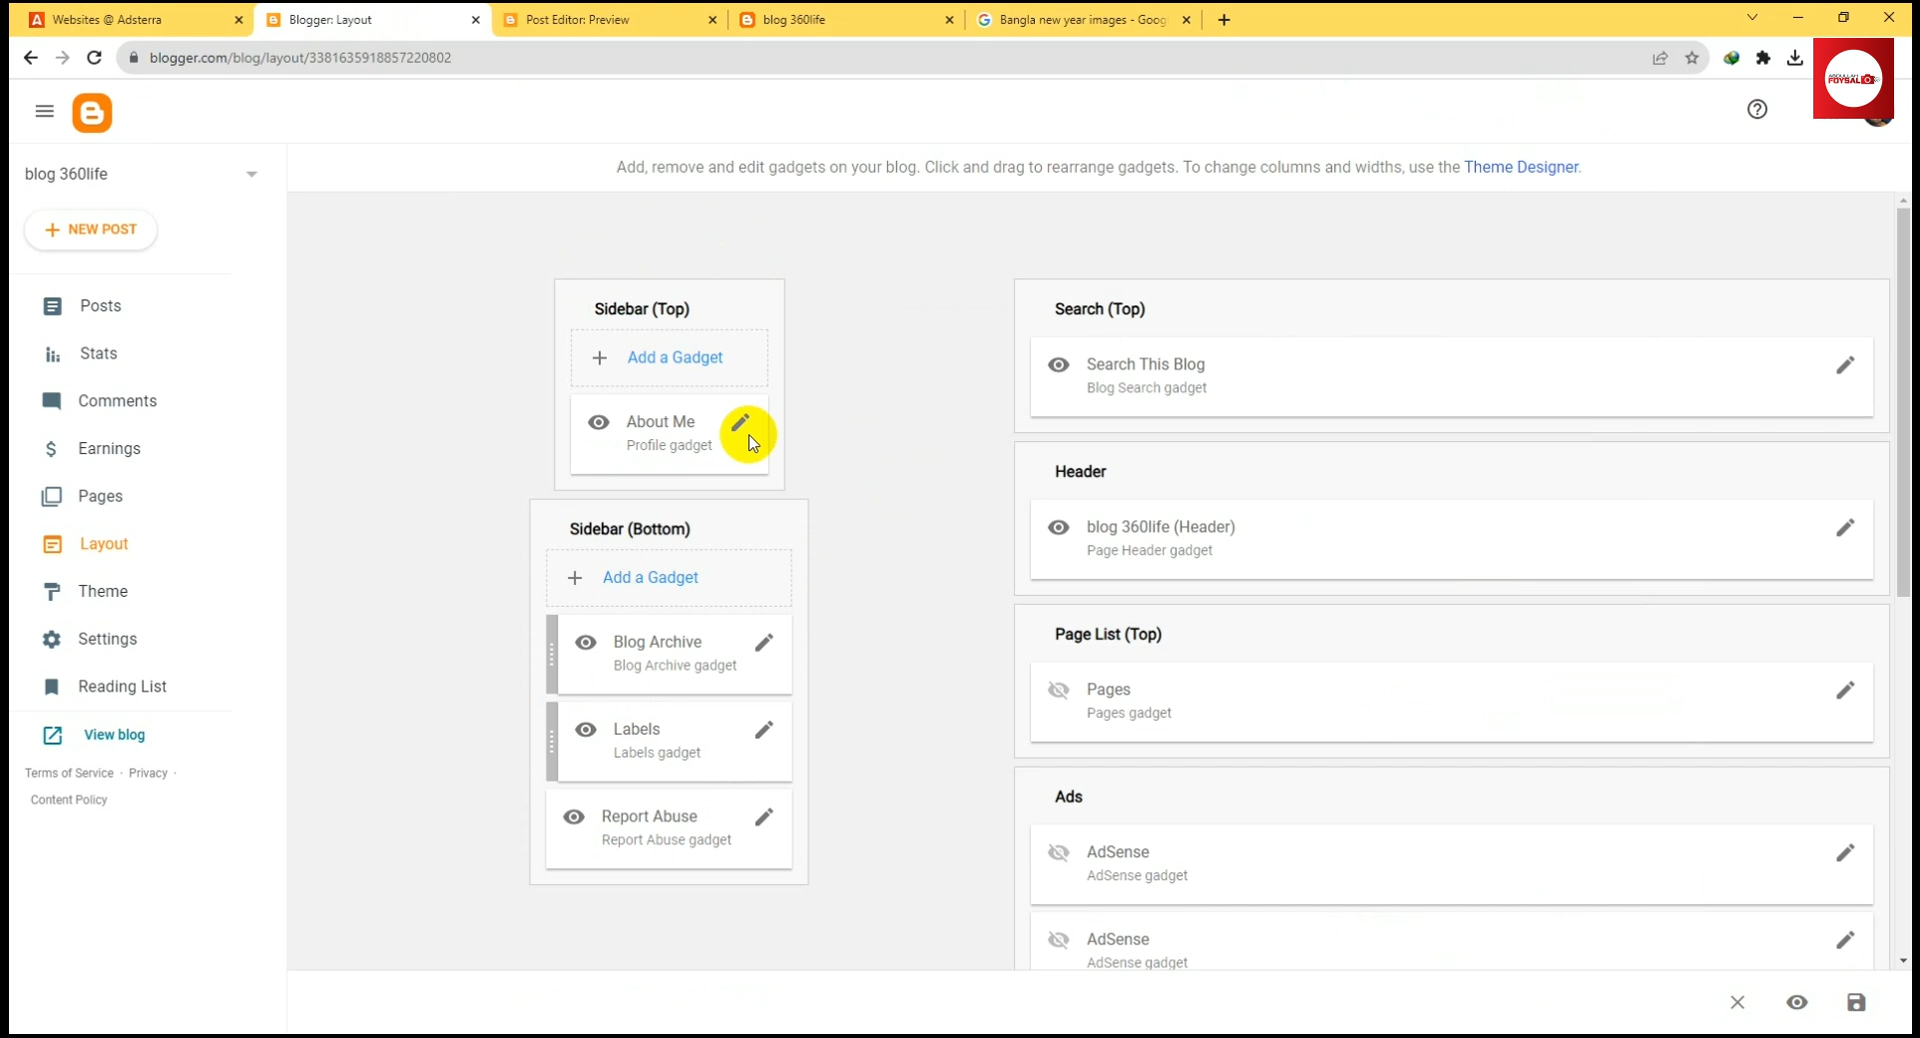 Websites @ Adsterra
Blogger: Layout
Post Editor: Preview
blog 360life
Bangla new year images - Goog
blogger.com/blog/layout/3381635918857220802
ABDULLAH
FOYSAL
blog 360life
NEW POST
Posts
Stats
Comments
Earnings
Pages
Layout
Theme
Settings
Reading List
View blog
Terms of Service · Privacy ·
Content Policy
Add, remove and edit gadgets on your blog. Click and drag to rearrange gadgets. To change columns and widths, use the Theme Designer.
Sidebar (Top)
Add a Gadget
About Me
Profile gadget
Sidebar (Bottom)
Add a Gadget
Blog Archive
Blog Archive gadget
Labels
Labels gadget
Report Abuse
Report Abuse gadget
Search (Top)
Search This Blog
Blog Search gadget
Header
blog 360life (Header)
Page Header gadget
Page List (Top)
Pages
Pages gadget
Ads
AdSense
AdSense gadget
AdSense
AdSense gadget